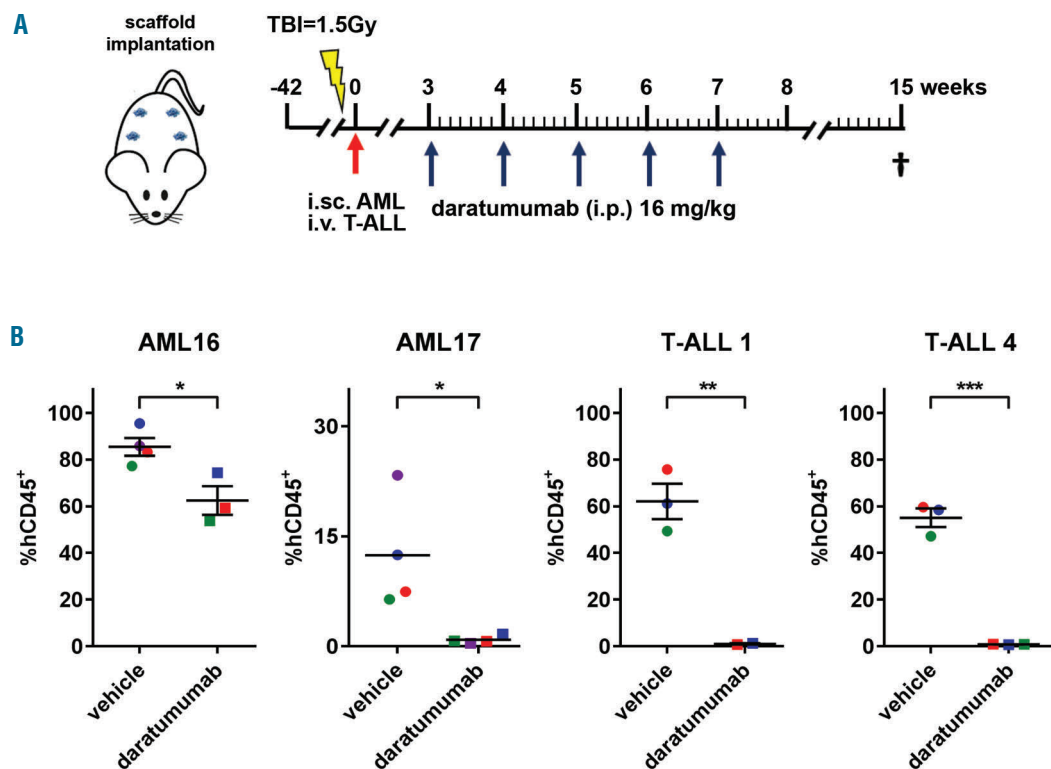 A
scaffold
implantation
TBI=1.5Gy
-42 0 3 4 5 6 7 8 15 weeks
i.sc. AML
i.v. T-ALL
daratumumab (i.p.) 16 mg/kg
B
AML16
*
%hCD45+
100
80
60
40
20
0
vehicle
daratumumab
AML17
*
%hCD45+
30
15
0
vehicle
daratumumab
T-ALL 1
**
%hCD45+
100
80
60
40
20
0
vehicle
daratumumab
T-ALL 4
***
%hCD45+
100
80
60
40
20
0
vehicle
daratumumab